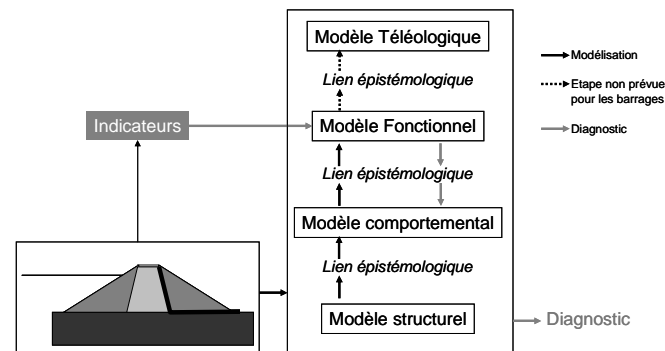 Modèle Téléologique
Lien épistémologique
Indicateurs
Modèle Fonctionnel
Lien épistémologique
Modèle comportemental
Lien épistémologique
Modèle structurel
Modélisation
Etape non prévue
pour les barrages
Diagnostic
Diagnostic